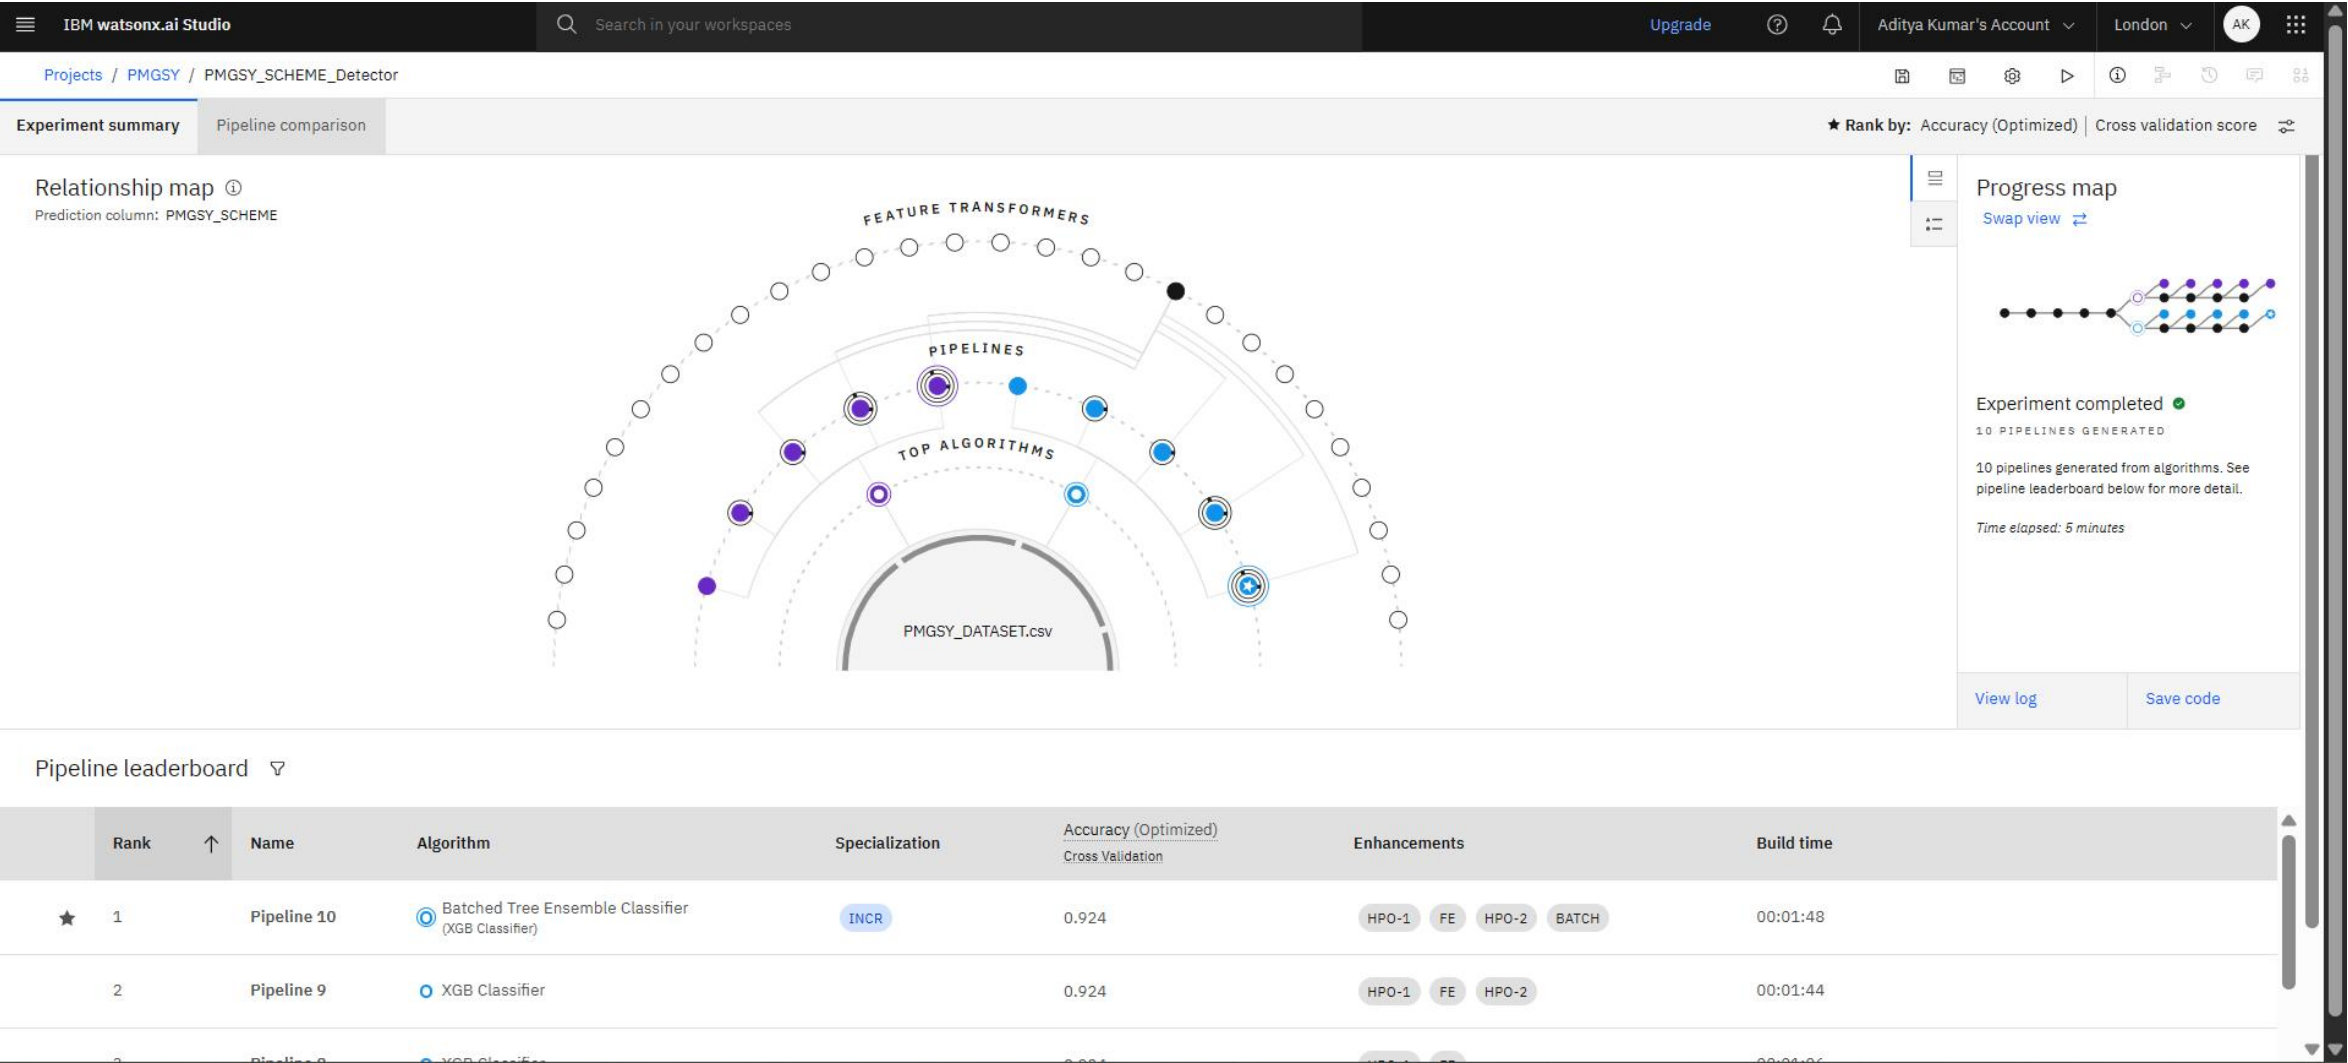 IBM watsonx.ai Studio
Search in your workspaces
Upgrade
Aditya Kumar's Account
London
AK
Projects / PMGSY / PMGSY_SCHEME_Detector
Experiment summary
Pipeline comparison
★ Rank by: Accuracy (Optimized) | Cross validation score
Relationship map
Prediction column: PMGSY_SCHEME
FEATURE TRANSFORMERS
PIPELINES
TOP ALGORITHMS
PMGSY_DATASET.csv
Progress map
Swap view
Experiment completed
10 PIPELINES GENERATED
10 pipelines generated from algorithms. See
pipeline leaderboard below for more detail.
Time elapsed: 5 minutes
View log
Save code
Pipeline leaderboard
Rank Name Algorithm Specialization Accuracy (Optimized) Enhancements Build time
Cross Validation
1 Pipeline 10 Batched Tree Ensemble Classifier INCR 0.924 HPO-1 FE HPO-2 BATCH 00:01:48
(XGB Classifier)
2 Pipeline 9 XGB Classifier 0.924 HPO-1 FE HPO-2 00:01:44